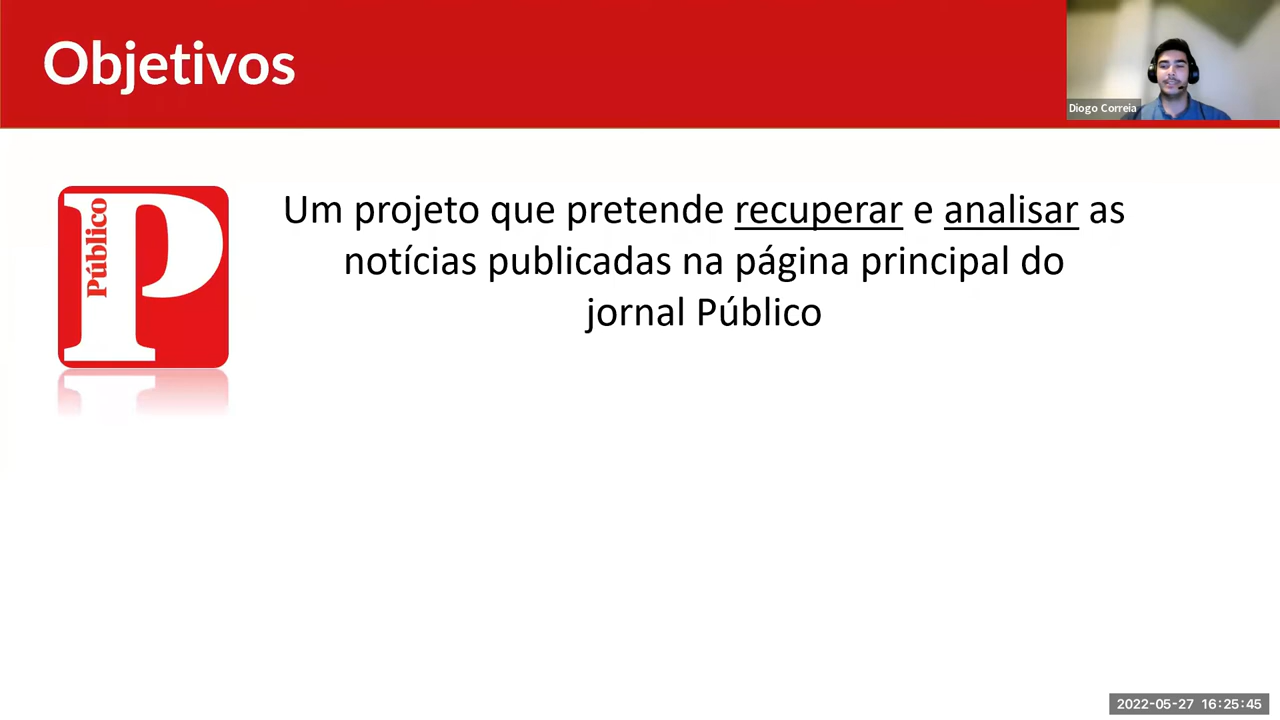 Objetivos
Diogo Correia
Público
Um projeto que pretende recuperar e analisar as
notícias publicadas na página principal do
jornal Público
2022-05-27 16:25:45